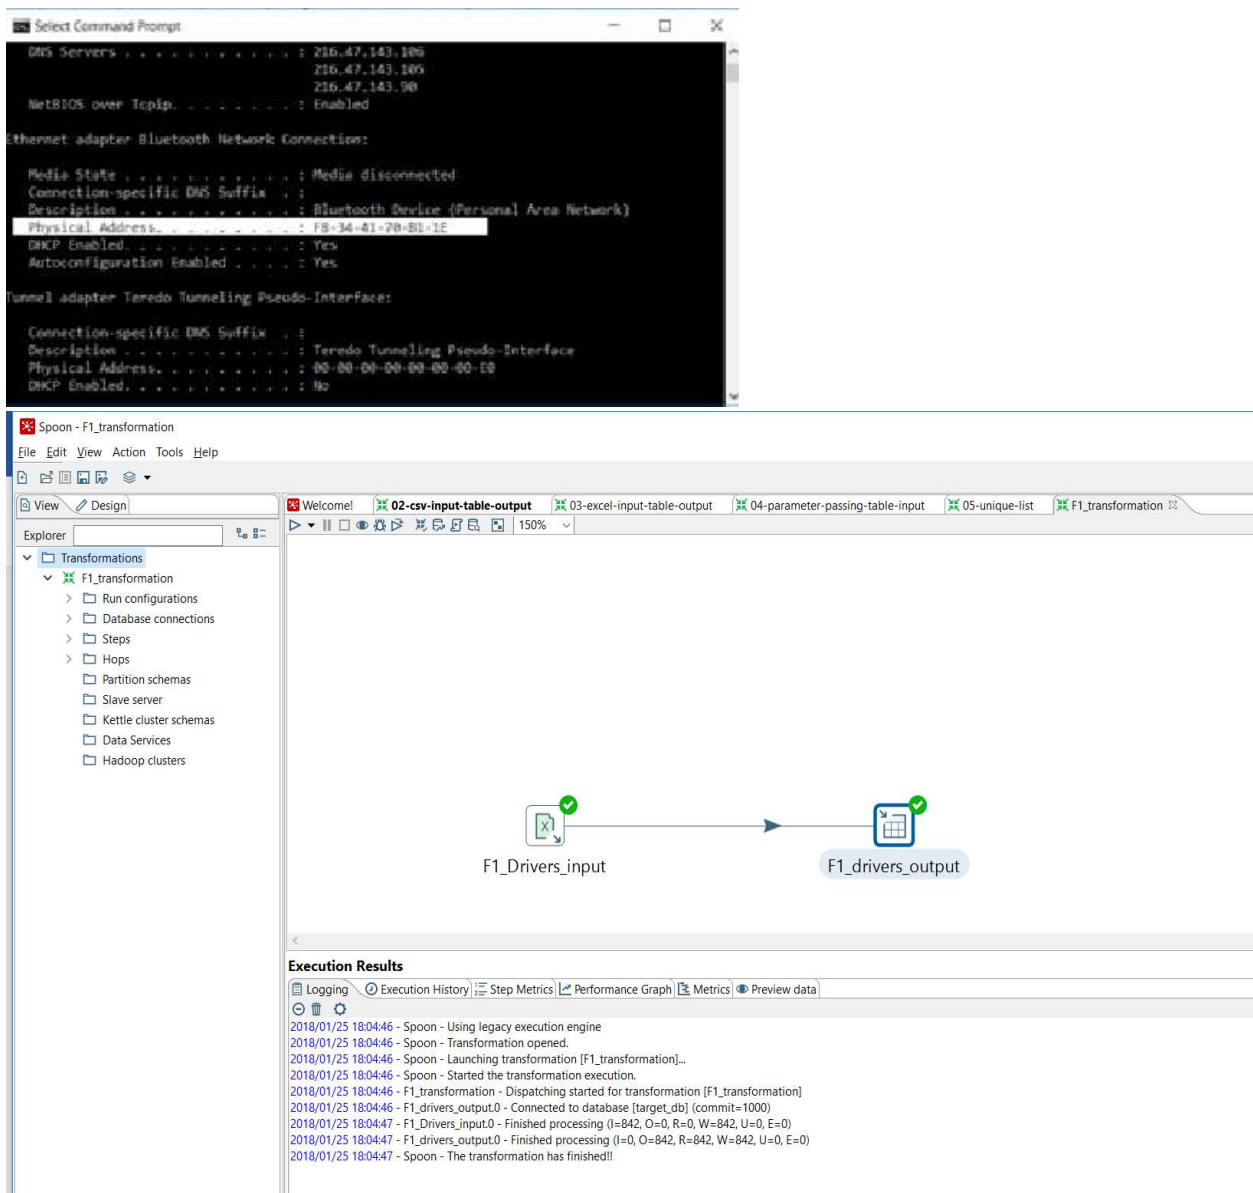 Select Command Prompt
DNS Servers . . . . . . . . . . . : 216.47.143.106
216.47.143.105
216.47.143.90
NetBIOS over Tcpip. . . . . . . . : Enabled
Ethernet adapter Bluetooth Network Connection:
Media State . . . . . . . . . . . : Media disconnected
Connection-specific DNS Suffix  . :
Description . . . . . . . . . . . : Bluetooth Device (Personal Area Network)
Physical Address. . . . . . . . . : F8-34-41-70-B1-1E
DHCP Enabled. . . . . . . . . . . : Yes
Autoconfiguration Enabled . . . . : Yes
Tunnel adapter Teredo Tunneling Pseudo-Interface:
Connection-specific DNS Suffix  . :
Description . . . . . . . . . . . : Teredo Tunneling Pseudo-Interface
Physical Address. . . . . . . . . : 00-00-00-00-00-00-00-E0
DHCP Enabled. . . . . . . . . . . : No
Spoon - F1_transformation
File Edit View Action Tools Help
View Design
Welcome! 02-csv-input-table-output 03-excel-input-table-output 04-parameter-passing-table-input 05-unique-list F1_transformation
150%
Explorer
Transformations
F1_transformation
Run configurations
Database connections
Steps
Hops
Partition schemas
Slave server
Kettle cluster schemas
Data Services
Hadoop clusters
F1_Drivers_input
F1_drivers_output
Execution Results
Logging Execution History Step Metrics Performance Graph Metrics Preview data
2018/01/25 18:04:46 - Spoon - Using legacy execution engine
2018/01/25 18:04:46 - Spoon - Transformation opened.
2018/01/25 18:04:46 - Spoon - Launching transformation [F1_transformation]...
2018/01/25 18:04:46 - Spoon - Started the transformation execution.
2018/01/25 18:04:46 - F1_transformation - Dispatching started for transformation [F1_transformation]
2018/01/25 18:04:46 - F1_drivers_output.0 - Connected to database [target_db] (commit=1000)
2018/01/25 18:04:47 - F1_Drivers_input.0 - Finished processing (I=842, O=0, R=0, W=842, U=0, E=0)
2018/01/25 18:04:47 - F1_drivers_output.0 - Finished processing (I=0, O=842, R=842, W=842, U=0, E=0)
2018/01/25 18:04:47 - Spoon - The transformation has finished!!